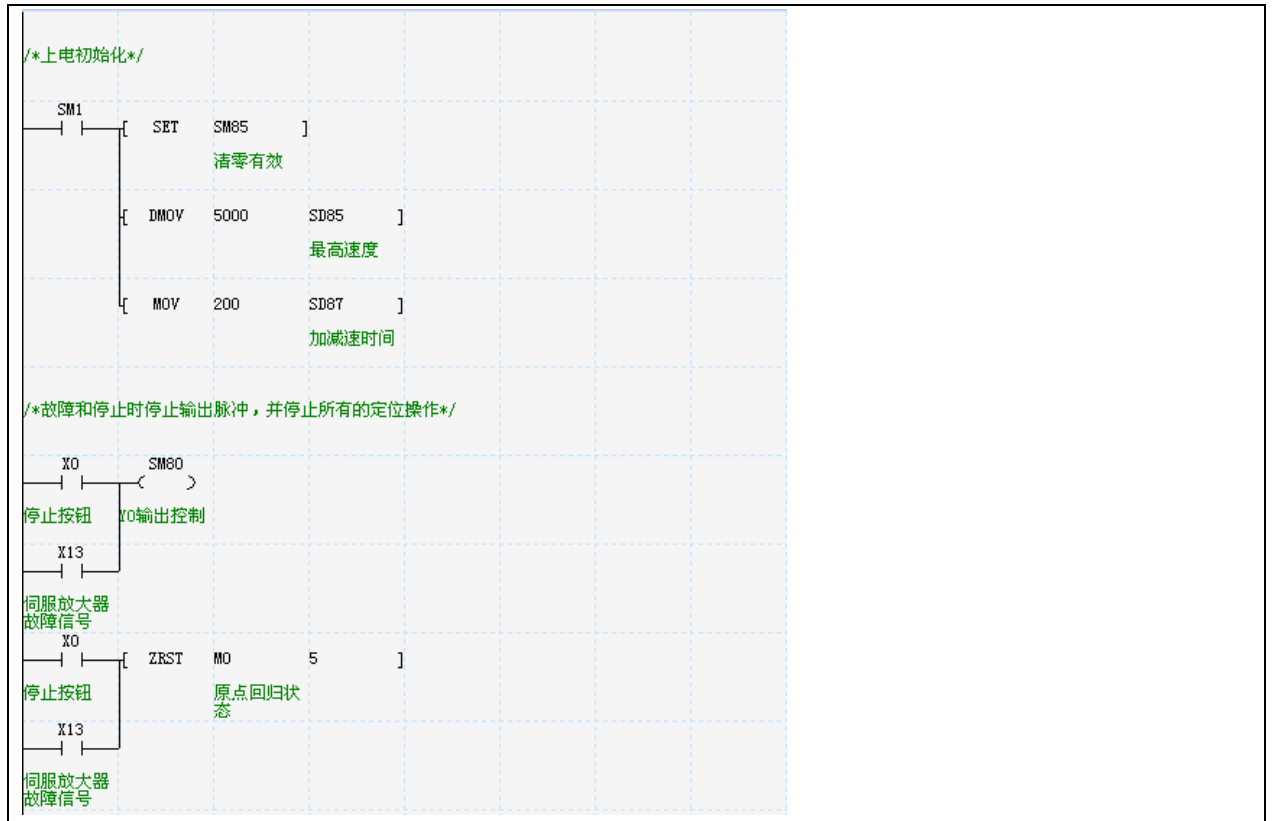 /*上电初始化*/
SM1
[ SET SM85 ]
清零有效
[ DMOV 5000 SD85 ]
最高速度
[ MOV 200 SD87 ]
加减速时间
/*故障和停止时停止输出脉冲，并停止所有的定位操作*/
X0 SM80
停止按钮 Y0输出控制
X13
伺服放大器
故障信号
X0
[ ZRST M0 5 ]
停止按钮 原点回归状
态
X13
伺服放大器
故障信号